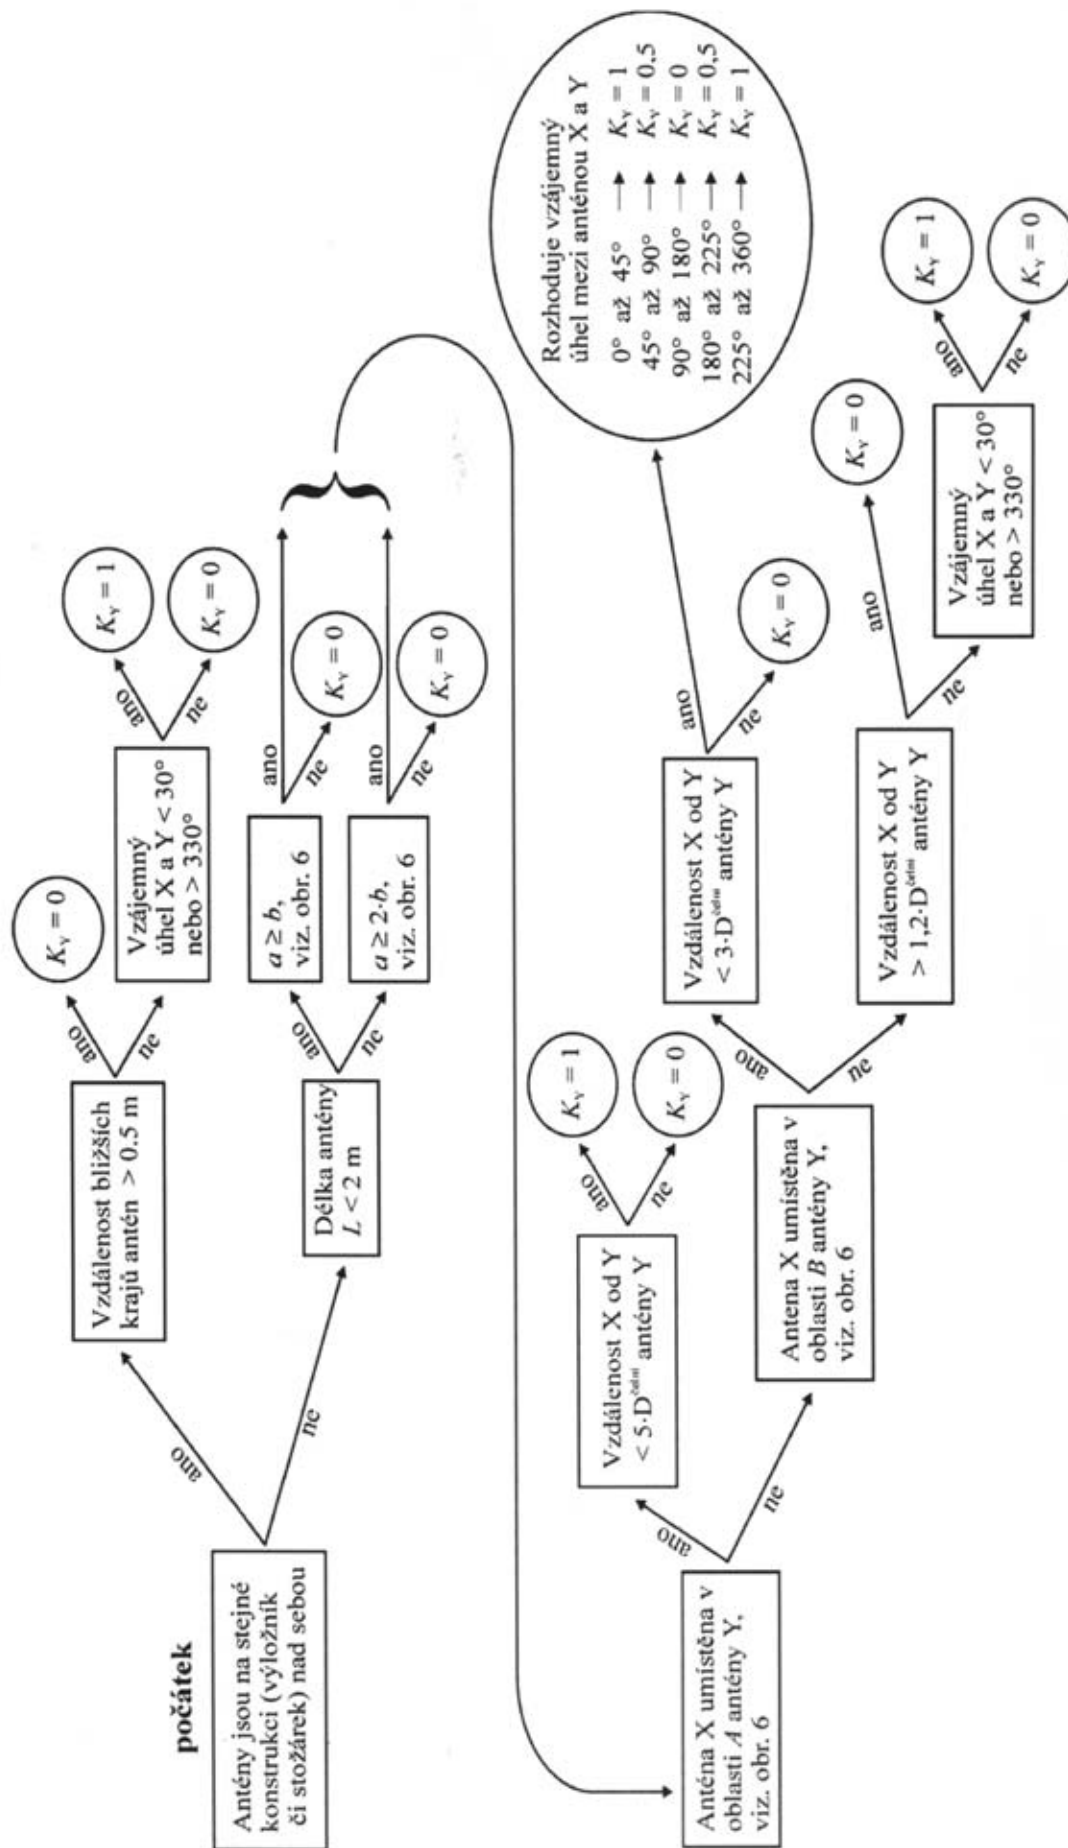 počátek
Antény jsou na stejné
konstrukci (výložník
či stožárek) nad sebou
ano
ne
Vzdálenost bližších
krajů antén > 0.5 m
ano
ne
K_Y = 0
Vzájemný
úhel X a Y < 30°
nebo > 330°
ano
ne
K_Y = 1
K_Y = 0
Délka antény
L < 2 m
ano
ne
a ≥ b,
viz. obr. 6
ano
ne
K_Y = 0
a ≥ 2·b,
viz. obr. 6
ano
ne
K_Y = 0
Anténa X umístěna v
oblasti A antény Y,
viz. obr. 6
ano
ne
Vzdálenost X od Y
< 5·D^čelní antény Y
ano
ne
K_Y = 1
K_Y = 0
Antena X umístěna v
oblasti B antény Y,
viz. obr. 6
ano
ne
Vzdálenost X od Y
< 3·D^čelní antény Y
ano
ne
K_Y = 0
Rozhoduje vzájemný
úhel mezi anténou X a Y
0° až 45° → K_Y = 1
45° až 90° → K_Y = 0.5
90° až 180° → K_Y = 0
180° až 225° → K_Y = 0,5
225° až 360° → K_Y = 1
Vzdálenost X od Y
> 1,2·D^čelní antény Y
ano
ne
K_Y = 0
Vzájemný
úhel X a Y < 30°
nebo > 330°
ano
ne
K_Y = 1
K_Y = 0